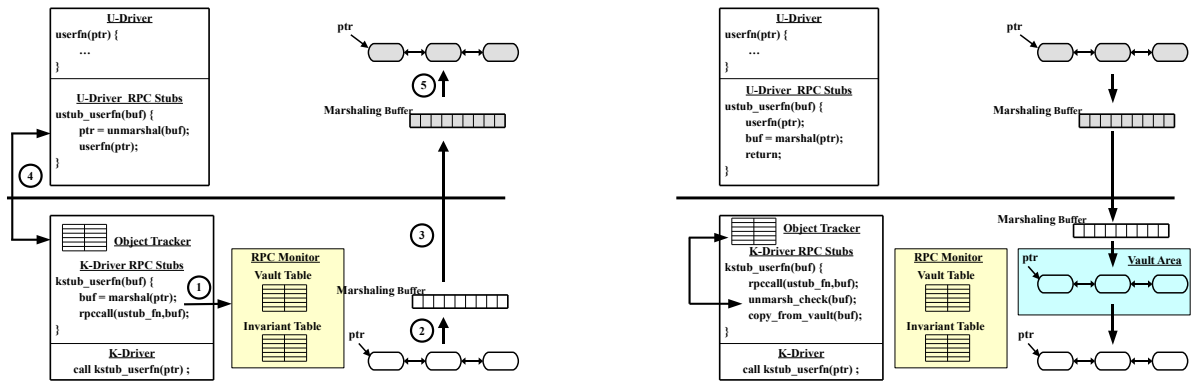 U-Driver
userfn(ptr) {
...
}
U-Driver RPC Stubs
ustub_userfn(buf) {
ptr = unmarshal(buf);
userfn(ptr);
}
4
Object Tracker
K-Driver RPC Stubs
kstub_userfn(buf) {
buf = marshal(ptr);
rpccall(ustub_fn,buf);
}
K-Driver
call kstub_userfn(ptr) ;
1
RPC Monitor
Vault Table
Invariant Table
ptr
5
Marshaling Buffer
3
Marshaling Buffer
2
ptr
U-Driver
userfn(ptr) {
...
}
U-Driver RPC Stubs
ustub_userfn(buf) {
userfn(ptr);
buf = marshal(ptr);
return;
}
Object Tracker
K-Driver RPC Stubs
kstub_userfn(buf) {
rpccall(ustub_fn,buf);
unmarsh_check(buf);
copy_from_vault(buf);
}
K-Driver
call kstub_userfn(ptr) ;
RPC Monitor
Vault Table
Invariant Table
ptr
Marshaling Buffer
Marshaling Buffer
Vault Area
ptr
ptr